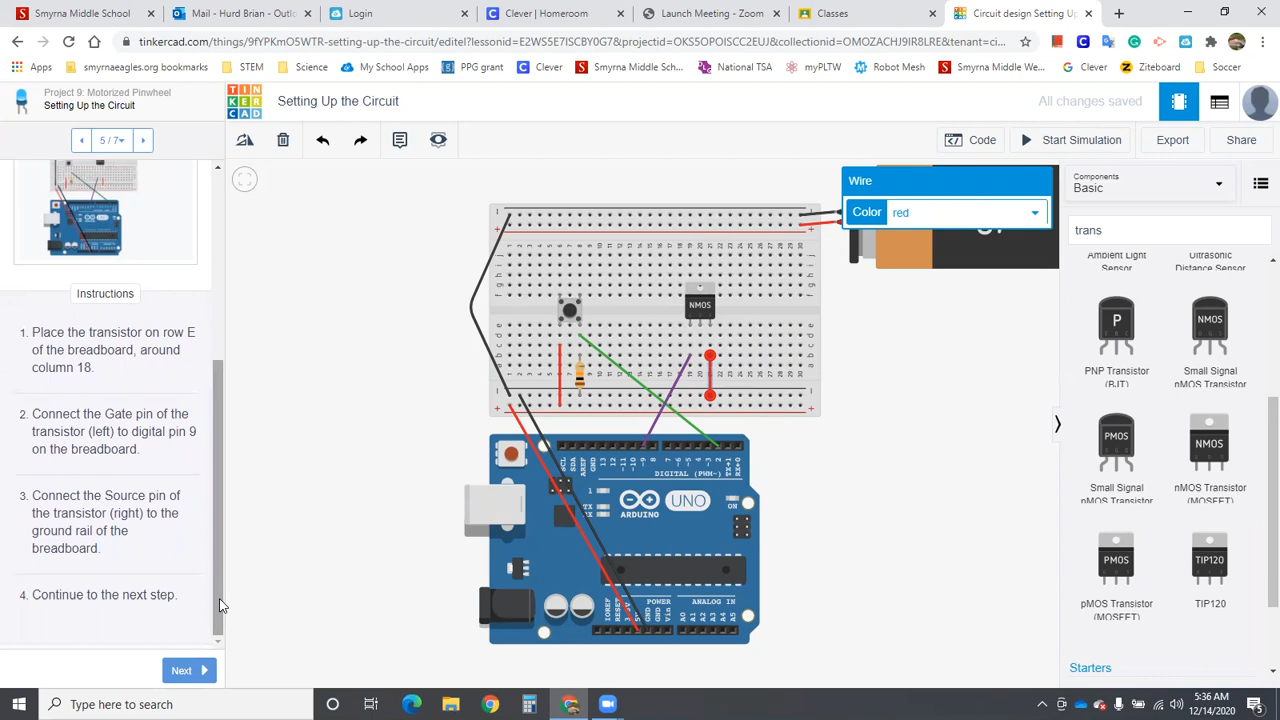 Smyrna Middle School
Mail - Hurd Brian - Outlo
Login
Clever | Homeroom
Launch Meeting - Zoom
Classes
Circuit design Setting Up
tinkercad.com/things/9fYPKmO5WTR-setting-up-the-circuit/editel?lessonid=E2WS5E7ISCBY0G7&projectid=OKS5OPOISCC2EUJ&collectionid=OMOZACHJ9IR8LRE&tenant=ci...
Apps
smyrnaeagles.org bookmarks
STEM
Science
My School Apps
PPG grant
Clever
Smyrna Middle Sch...
National TSA
myPLTW
Robot Mesh
Smyrna Middle We...
Clever
Ziteboard
Soccer
Project 9: Motorized Pinwheel
Setting Up the Circuit
TIN
KER
CAD
Setting Up the Circuit
All changes saved
5 / 7
Code
Start Simulation
Export
Share
Instructions
1. Place the transistor on row E
of the breadboard, around
column 18.
2. Connect the Gate pin of the
transistor (left) to digital pin 9
on the breadboard.
3. Connect the Source pin of
the transistor (right) to the
ground rail of the
breadboard.
4. Continue to the next step.
Next
Wire
Color
red
NMOS
DIGITAL (PWM~)
UNO
ARDUINO
ON
POWER
ANALOG IN
Components
Basic
trans
Ambient Light
Sensor
Ultrasonic
Distance Sensor
P
PNP Transistor
(BJT)
NMOS
Small Signal
nMOS Transistor
PMOS
Small Signal
pMOS Transistor
NMOS
nMOS Transistor
(MOSFET)
PMOS
pMOS Transistor
(MOSFET)
TIP120
TIP120
Starters
Type here to search
5:36 AM
12/14/2020